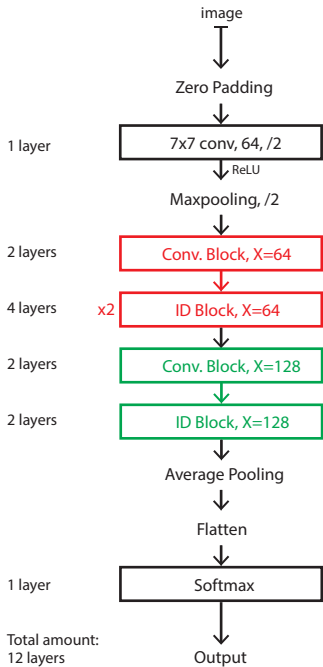 image
Zero Padding
1 layer
7x7 conv, 64, /2
ReLU
Maxpooling, /2
2 layers
Conv. Block, X=64
4 layers
x2
ID Block, X=64
2 layers
Conv. Block, X=128
2 layers
ID Block, X=128
Average Pooling
Flatten
1 layer
Softmax
Total amount:
12 layers
Output